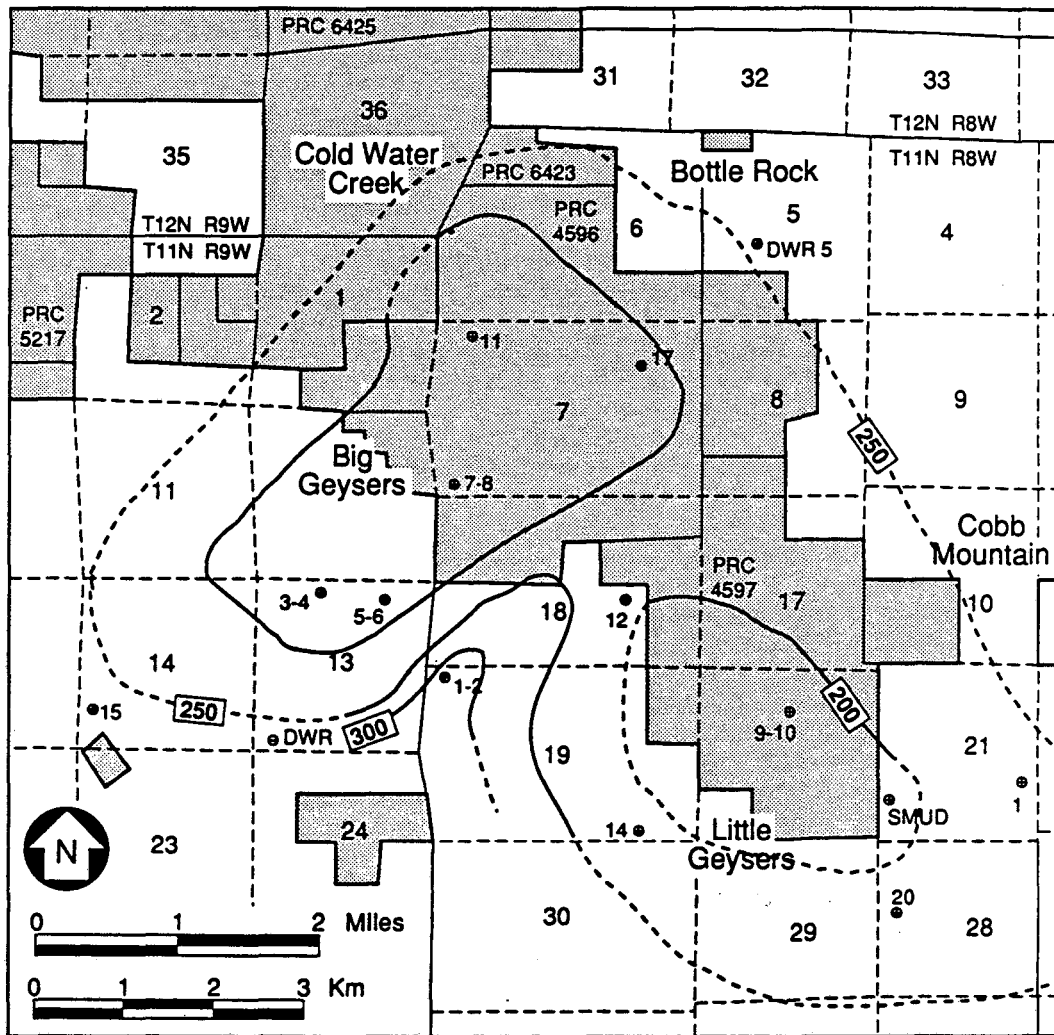 PRC 6425
31
32
33
36
T12N R8W
T11N R8W
35
Cold Water
Creek
PRC 6423
Bottle Rock
PRC
4596
6
5
4
DWR 5
T12N R9W
T11N R9W
PRC
5217
2
1
11
17
7
8
9
250
Big
Geysers
11
7-8
Cobb
Mountain
PRC
4597
3-4
5-6
18
12
17
10
14
13
1-2
15
250
300
DWR
200
9-10
19
21
1
SMUD
14
Little
Geysers
N
23
24
20
30
29
28
0 1 2 Miles
0 1 2 3 Km